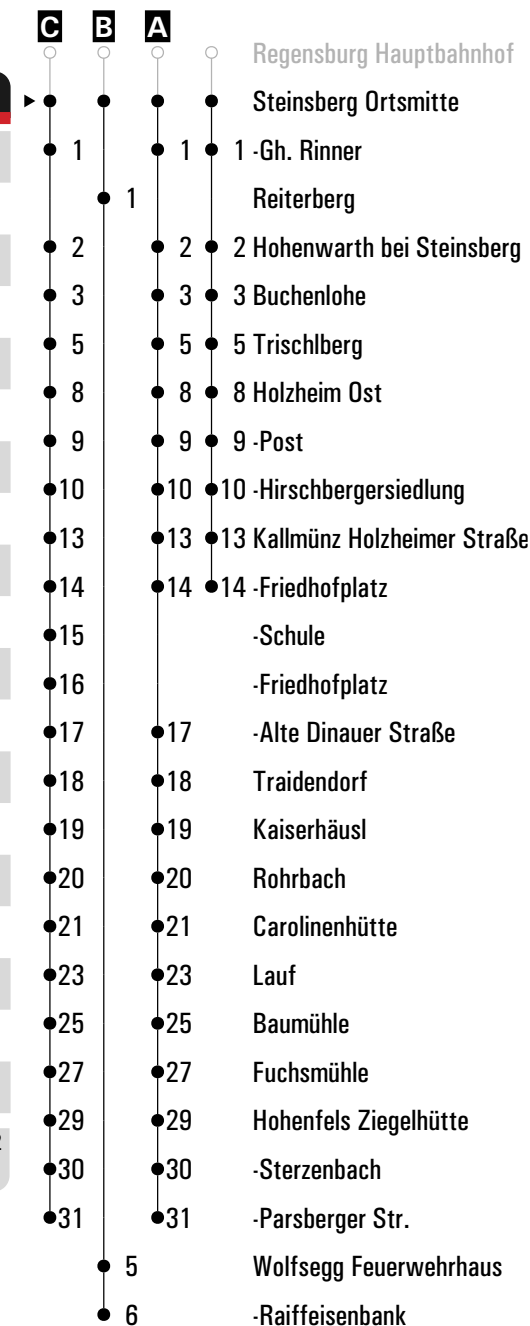 C B A
Regensburg Hauptbahnhof
Steinsberg Ortsmitte
1 1 1 -Gh. Rinner
1 Reiterberg
2 2 2 Hohenwarth bei Steinsberg
3 3 3 Buchenlohe
5 5 5 Trischlberg
8 8 8 Holzheim Ost
9 9 9 -Post
10 10 10 -Hirschbergersiedlung
13 13 13 Kallmünz Holzheimer Straße
14 14 14 -Friedhofplatz
15 -Schule
16 -Friedhofplatz
17 17 -Alte Dinauer Straße
18 18 Traidendorf
19 19 Kaiserhäusl
20 20 Rohrbach
21 21 Carolinenhütte
23 23 Lauf
25 25 Baumühle
27 27 Fuchsmühle
29 29 Hohenfels Ziegelhütte
30 30 -Sterzenbach
31 31 -Parsberger Str.
5 Wolfsegg Feuerwehrhaus
6 -Raiffeisenbank